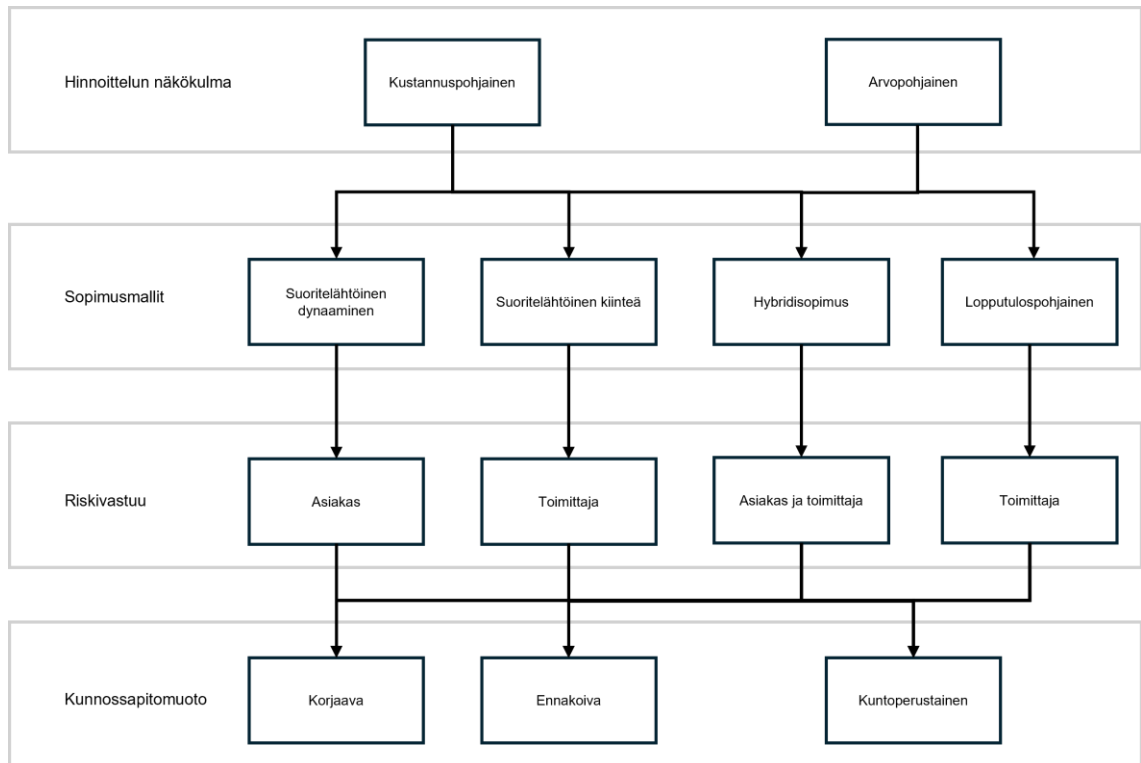 Hinnoittelun näkökulma
Kustannuspohjainen
Arvopohjainen
Sopimusmallit
Suoritelähtöinen
dynaaminen
Suoritelähtöinen kiinteä
Hybridisopimus
Lopputulospohjainen
Riskivastuu
Asiakas
Toimittaja
Asiakas ja toimittaja
Toimittaja
Kunnossapitomuoto
Korjaava
Ennakoiva
Kuntoperustainen